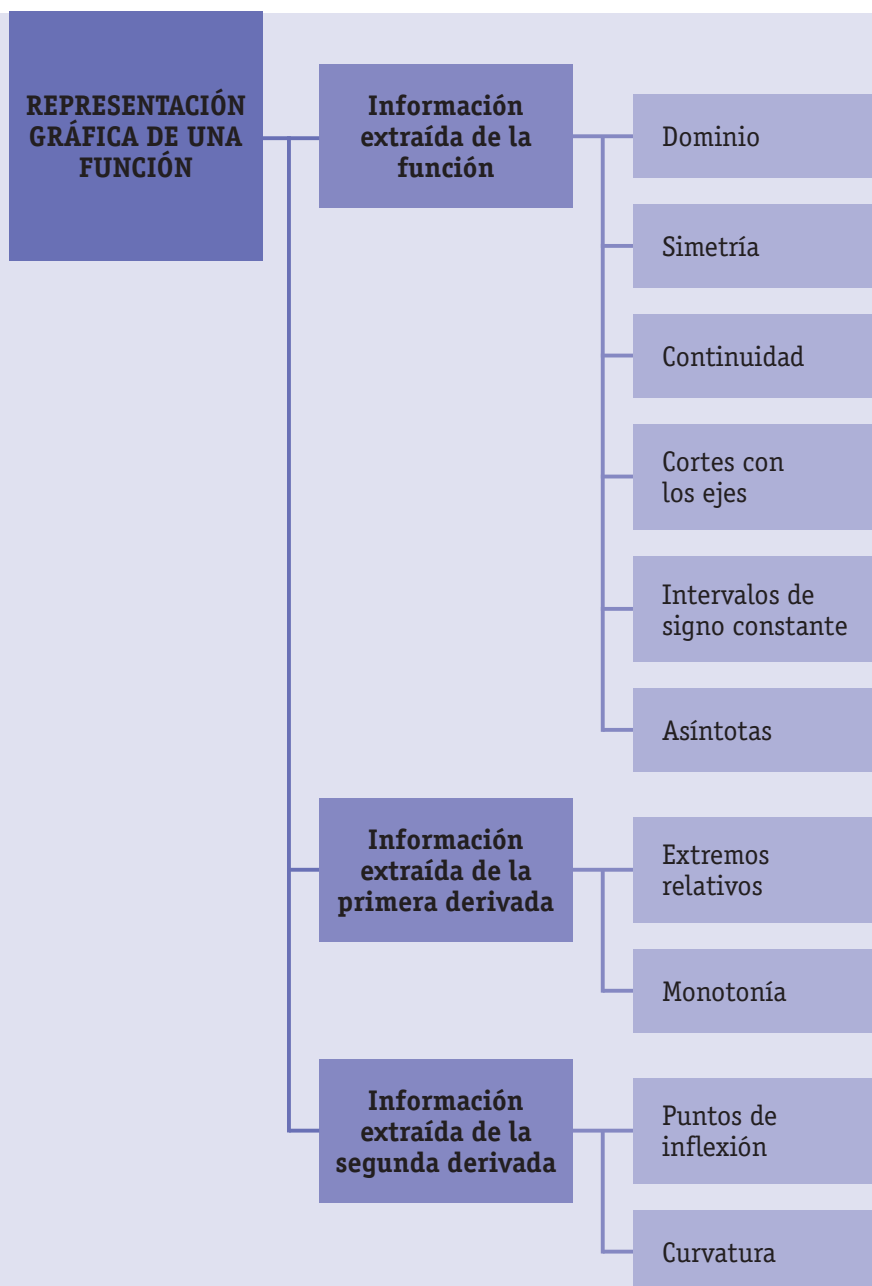 REPRESENTACIÓN
GRÁFICA DE UNA
FUNCIÓN
Información
extraída de la
función
Dominio
Simetría
Continuidad
Cortes con
los ejes
Intervalos de
signo constante
Asíntotas
Información
extraída de la
primera derivada
Extremos
relativos
Monotonía
Información
extraída de la
segunda derivada
Puntos de
inflexión
Curvatura